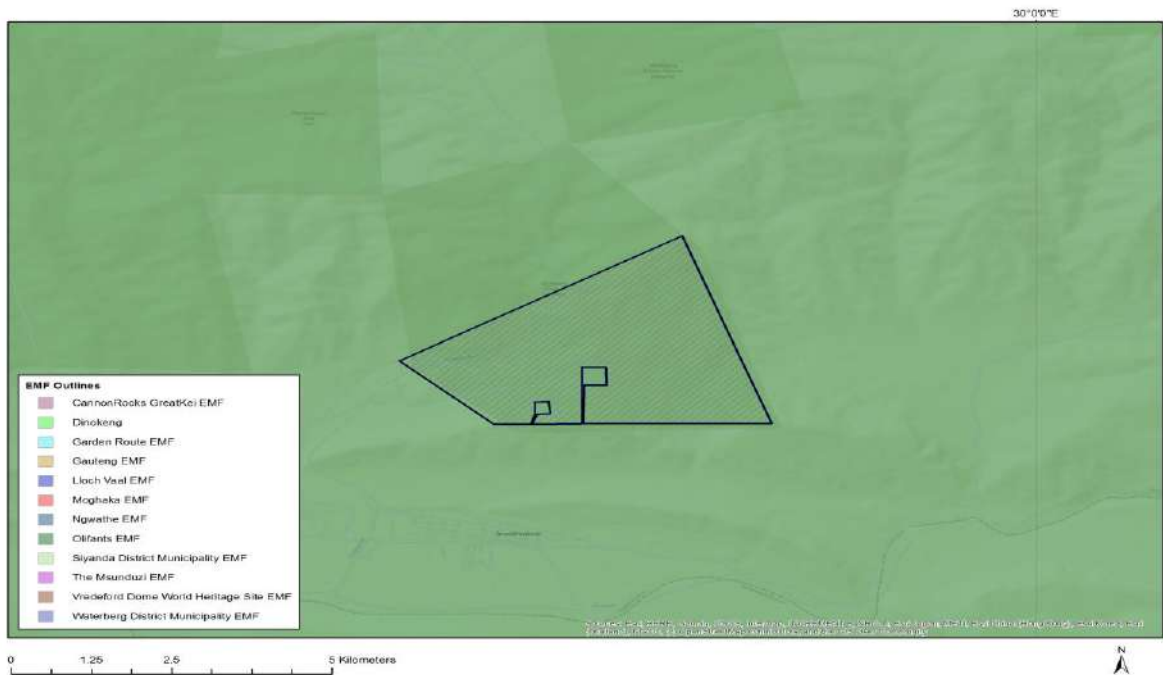 30°0'0"E
EMF Outlines
CannonRocks GreatKei EMF
Dinokeng
Garden Route EMF
Gauteng EMF
Lloch Vaal EMF
Moqhaka EMF
Ngwathe EMF
Olifants EMF
Siyanda District Municipality EMF
The Msunduzi EMF
Vredeford Dome World Heritage Site EMF
Waterberg District Municipality EMF
0 1.25 2.5 5 Kilometers
N